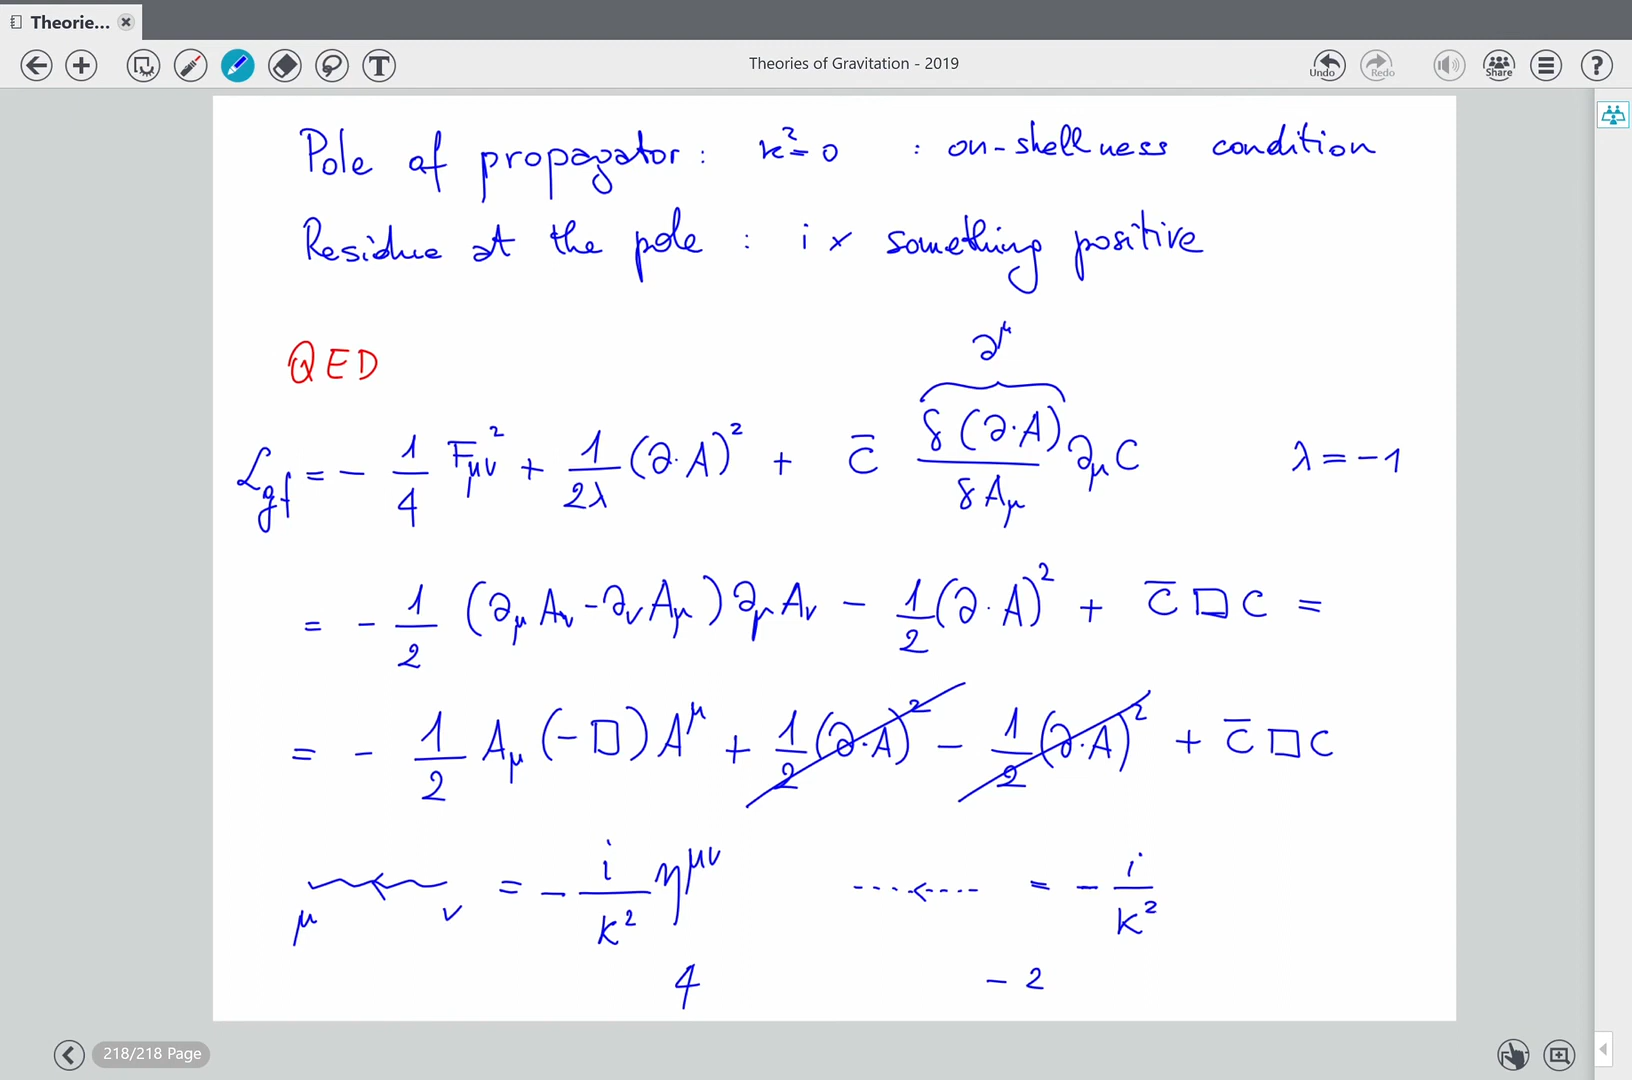 Theorie...
Theories of Gravitation - 2019
Undo
Redo
Share
Pole of propagator : k² = 0 : on-shellness condition
Residue at the pole : i × something positive
QED
∂^μ
ℒ_gf = - 1/4 F_μν² + 1/2λ (∂·A)² + c̄ δ(∂·A)/δA_μ ∂_μ C λ = -1
= - 1/2 (∂_μ A_ν - ∂_ν A_μ) ∂_μ A_ν - 1/2 (∂·A)² + c̄ □ c =
= - 1/2 A_μ (-□) A^μ + 1/2 (∂·A)² - 1/2 (∂·A)² + c̄ □ c
μ ν = - i/k² η^μν ----<---- = - i/k²
4 - 2
218/218 Page